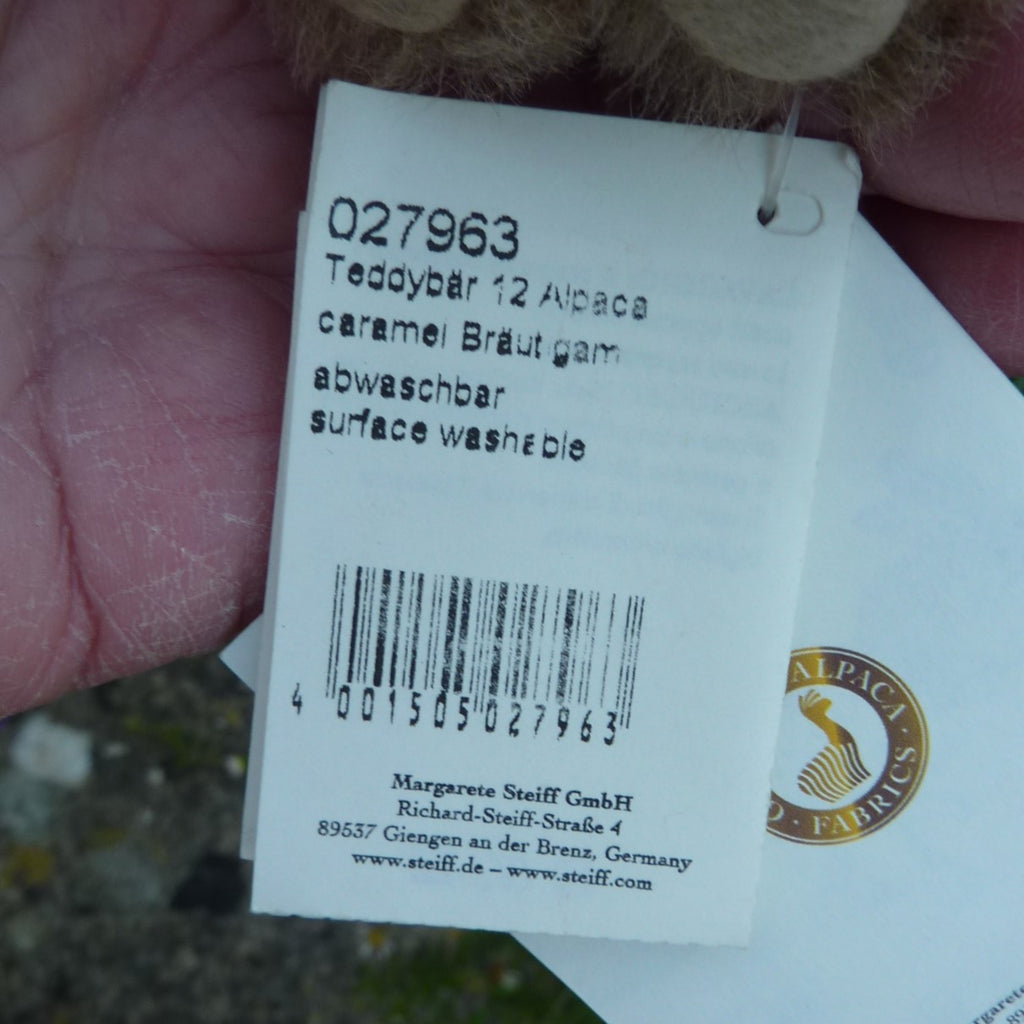 027963
Teddybär 12 Alpaca
caramel Bräutigam
abwaschbar
surface washable
4 001505 027963
Margarete Steiff GmbH
Richard-Steiff-Straße 4
89537 Giengen an der Brenz, Germany
www.steiff.de – www.steiff.com
ALPACA · FABRICS ·